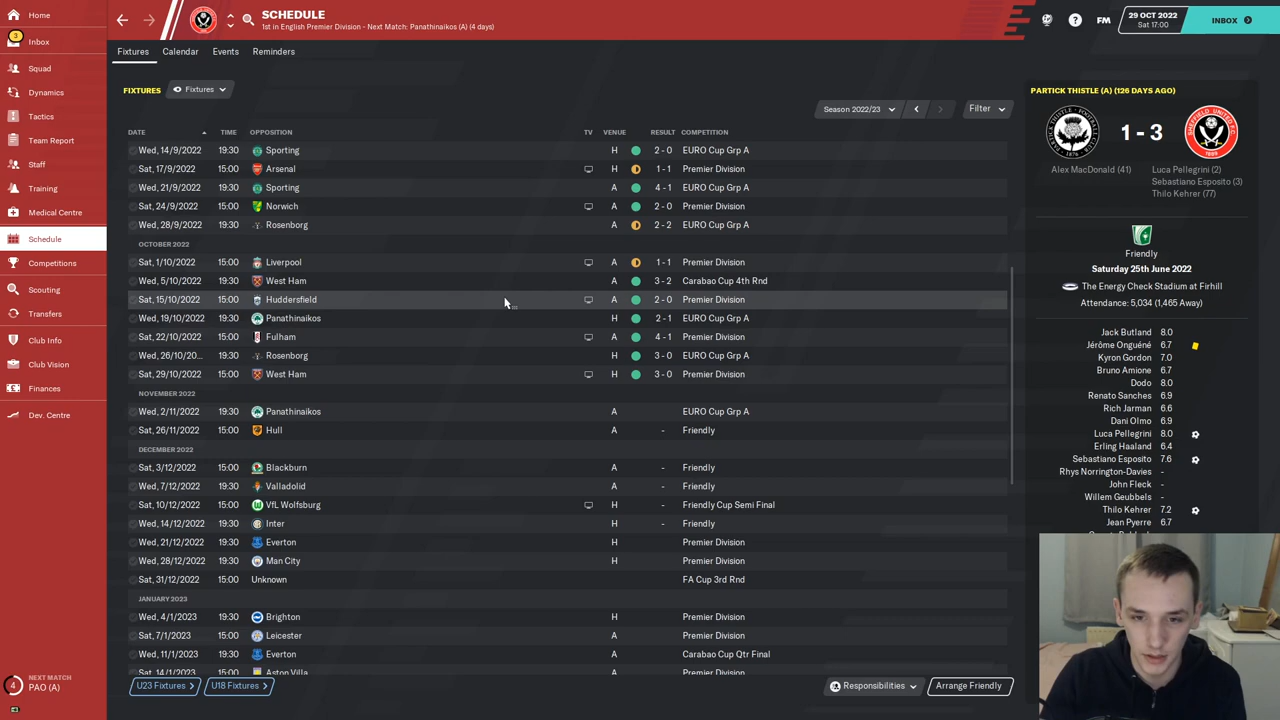 Home
3
Inbox
Squad
Dynamics
Tactics
Team Report
Staff
Training
Medical Centre
Schedule
Competitions
Scouting
Transfers
Club Info
Club Vision
Finances
Dev. Centre
4
NEXT MATCH
PAO (A)
SCHEDULE
1st in English Premier Division - Next Match: Panathinaikos (A) (4 days)
? FM 29 OCT 2022
Sat 17:00
INBOX
Fixtures Calendar Events Reminders
FIXTURES Fixtures
Season 2022/23 Filter
DATE TIME OPPOSITION TV VENUE RESULT COMPETITION
Wed, 14/9/2022 19:30 Sporting H 2 - 0 EURO Cup Grp A
Sat, 17/9/2022 15:00 Arsenal H 1 - 1 Premier Division
Wed, 21/9/2022 19:30 Sporting A 4 - 1 EURO Cup Grp A
Sat, 24/9/2022 15:00 Norwich A 2 - 0 Premier Division
Wed, 28/9/2022 19:30 Rosenborg A 2 - 2 EURO Cup Grp A
OCTOBER 2022
Sat, 1/10/2022 15:00 Liverpool A 1 - 1 Premier Division
Wed, 5/10/2022 19:30 West Ham A 3 - 2 Carabao Cup 4th Rnd
Sat, 15/10/2022 15:00 Huddersfield A 2 - 0 Premier Division
Wed, 19/10/2022 19:30 Panathinaikos H 2 - 1 EURO Cup Grp A
Sat, 22/10/2022 15:00 Fulham A 4 - 1 Premier Division
Wed, 26/10/20... 19:30 Rosenborg H 3 - 0 EURO Cup Grp A
Sat, 29/10/2022 15:00 West Ham H 3 - 0 Premier Division
NOVEMBER 2022
Wed, 2/11/2022 19:30 Panathinaikos A EURO Cup Grp A
Sat, 26/11/2022 15:00 Hull A - Friendly
DECEMBER 2022
Sat, 3/12/2022 15:00 Blackburn A - Friendly
Wed, 7/12/2022 19:30 Valladolid A - Friendly
Sat, 10/12/2022 15:00 VfL Wolfsburg H - Friendly Cup Semi Final
Wed, 14/12/2022 19:30 Inter H - Friendly
Wed, 21/12/2022 19:30 Everton H Premier Division
Wed, 28/12/2022 19:30 Man City H Premier Division
Sat, 31/12/2022 15:00 Unknown FA Cup 3rd Rnd
JANUARY 2023
Wed, 4/1/2023 19:30 Brighton H Premier Division
Sat, 7/1/2023 15:00 Leicester A Premier Division
Wed, 11/1/2023 19:30 Everton A Carabao Cup Qtr Final
Sat, 14/1/2023 15:00 Aston Villa A Premier Division
U23 Fixtures U18 Fixtures Responsibilities Arrange Friendly
PARTICK THISTLE (A) (126 DAYS AGO)
1 - 3
Alex MacDonald (41) Luca Pellegrini (2)
Sebastiano Esposito (3)
Thilo Kehrer (77)
Friendly
Saturday 25th June 2022
The Energy Check Stadium at Firhill
Attendance: 5,034 (1,465 Away)
Jack Butland 8.0
Jérôme Onguéné 6.7
Kyron Gordon 7.0
Bruno Amione 6.7
Dodo 8.0
Renato Sanches 6.9
Rich Jarman 6.6
Dani Olmo 6.9
Luca Pellegrini 8.0
Erling Haaland 6.4
Sebastiano Esposito 7.6
Rhys Norrington-Davies -
John Fleck -
Willem Geubbels -
Thilo Kehrer 7.2
Jean Pyerre 6.7